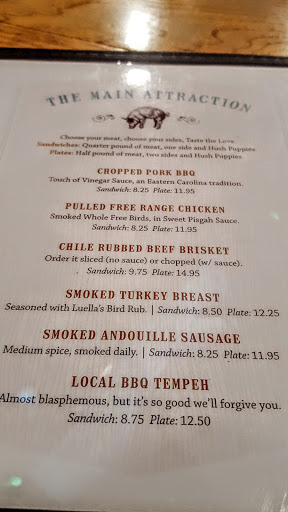 THE MAIN ATTRACTION
Choose your meat, choose your sides, Taste the Love.
Sandwiches: Quarter pound of meat, one side and Hush Puppies
Plates: Half pound of meat, two sides and Hush Puppies
CHOPPED PORK BBQ
Touch of Vinegar Sauce, an Eastern Carolina tradition.
Sandwich: 8.25 Plate: 11.95
PULLED FREE RANGE CHICKEN
Smoked Whole Free Birds, in Sweet Pisgah Sauce.
Sandwich: 8.25 Plate: 11.95
CHILE RUBBED BEEF BRISKET
Order it sliced (no sauce) or chopped (w/ sauce).
Sandwich: 9.75 Plate: 14.95
SMOKED TURKEY BREAST
Seasoned with Luella's Bird Rub. | Sandwich: 8.50 Plate: 12.25
SMOKED ANDOUILLE SAUSAGE
Medium spice, smoked daily. | Sandwich: 8.25 Plate: 11.95
LOCAL BBQ TEMPEH
Almost blasphemous, but it's so good we'll forgive you.
Sandwich: 8.75 Plate: 12.50